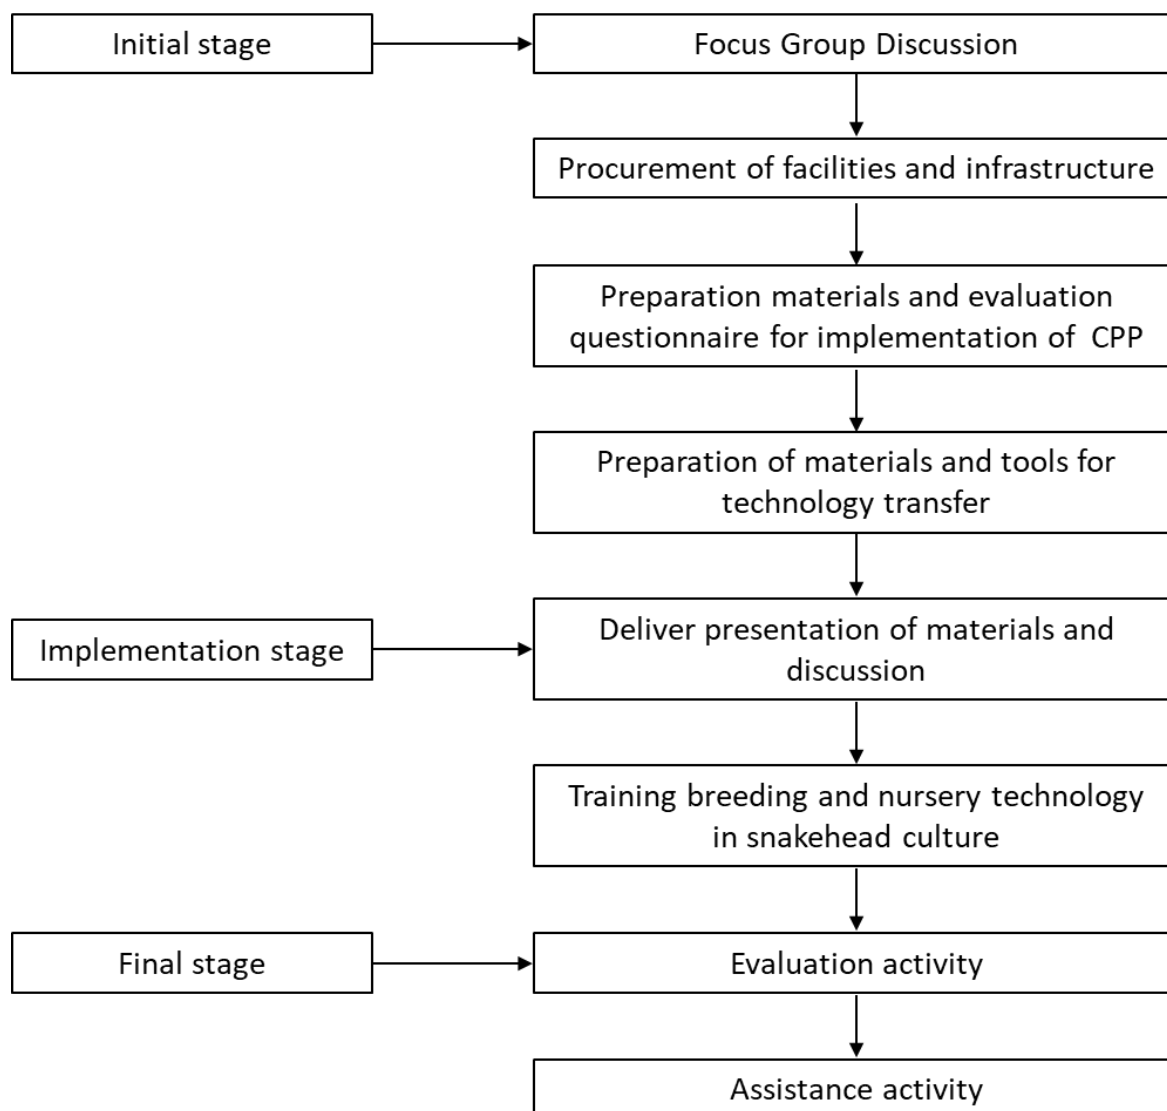 Initial stage
Focus Group Discussion
Procurement of facilities and infrastructure
Preparation materials and evaluation
questionnaire for implementation of CPP
Preparation of materials and tools for
technology transfer
Implementation stage
Deliver presentation of materials and
discussion
Training breeding and nursery technology
in snakehead culture
Final stage
Evaluation activity
Assistance activity